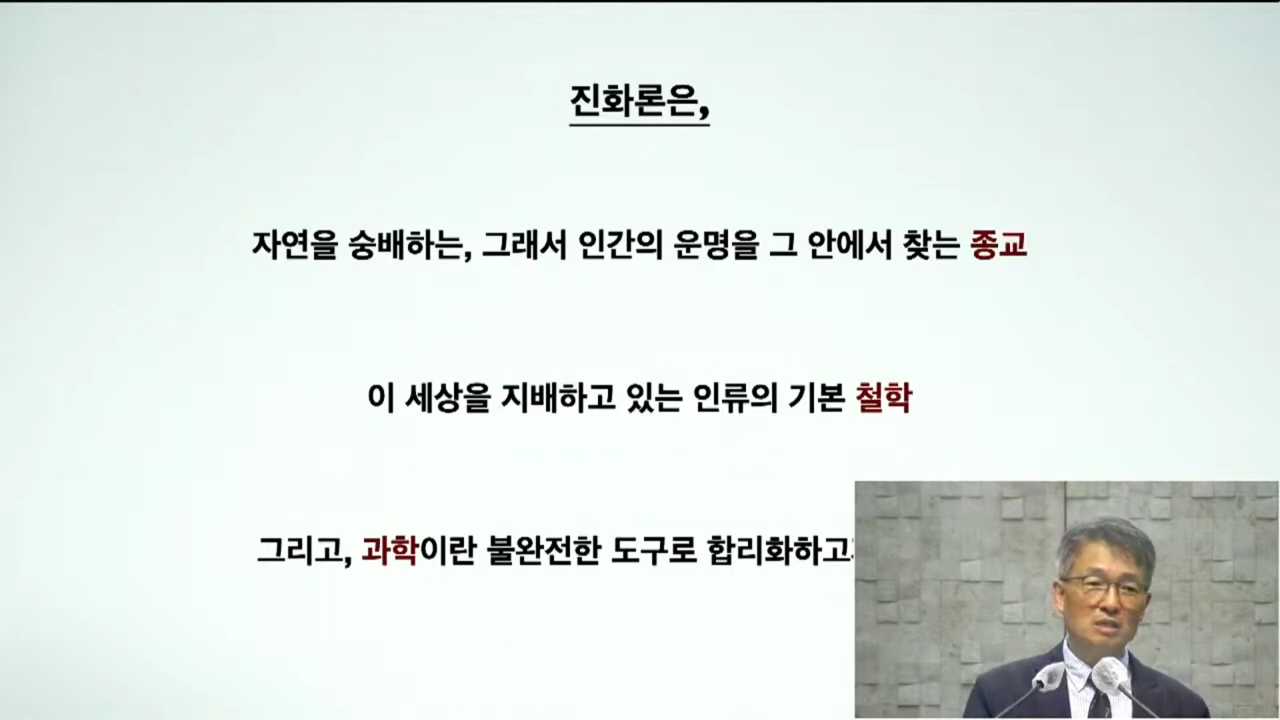 진화론은,
자연을 숭배하는, 그래서 인간의 운명을 그 안에서 찾는 종교
이 세상을 지배하고 있는 인류의 기본 철학
그리고, 과학이란 불완전한 도구로 합리화하고